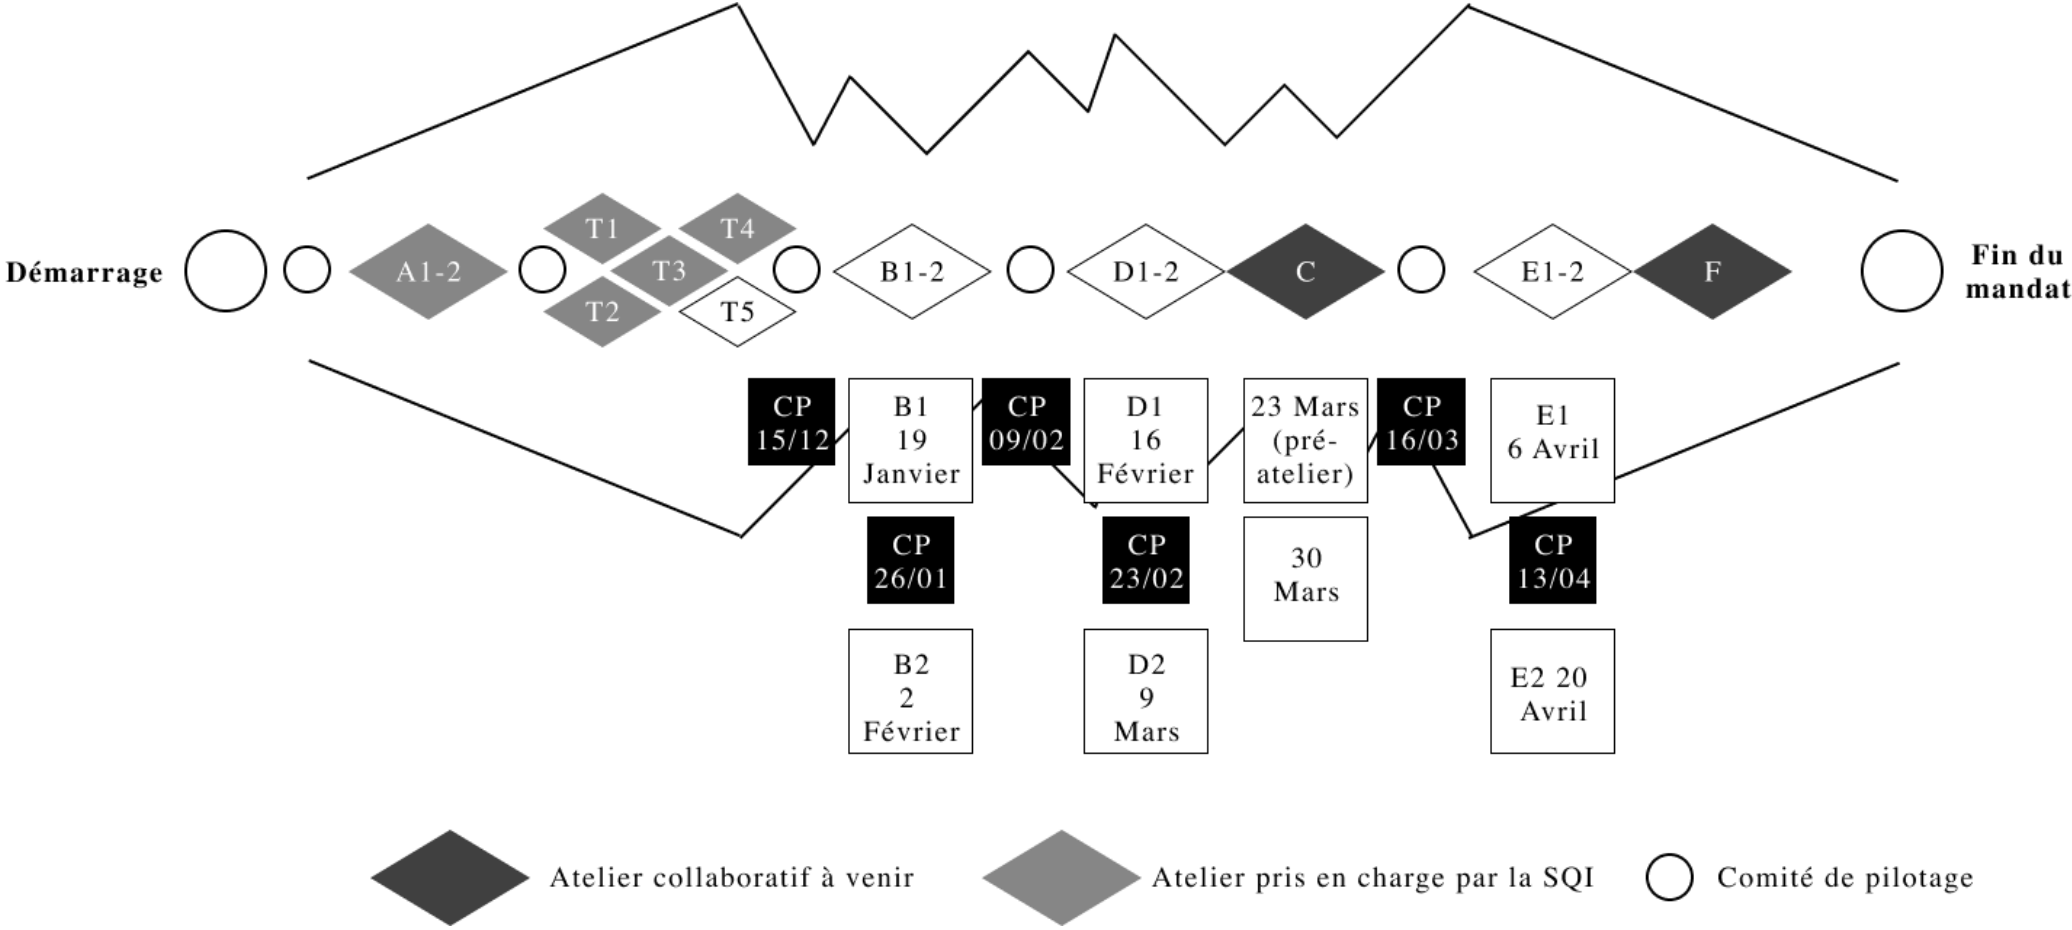 Démarrage
A1-2
T1
T4
T3
T2
T5
B1-2
D1-2
C
E1-2
F
Fin du
mandat
CP
15/12
B1
19
Janvier
CP
09/02
D1
16
Février
23 Mars
(pré-
atelier)
CP
16/03
E1
6 Avril
CP
26/01
CP
23/02
30
Mars
CP
13/04
B2
2
Février
D2
9
Mars
E2 20
Avril
Atelier collaboratif à venir
Atelier pris en charge par la SQI
Comité de pilotage